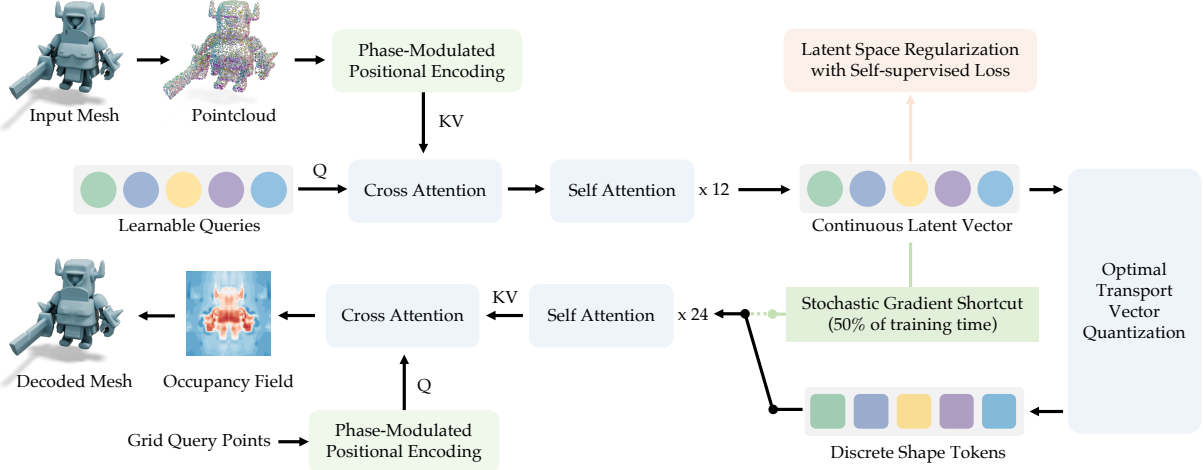 Phase-Modulated
Positional Encoding
Latent Space Regularization
with Self-supervised Loss
Input Mesh
Pointcloud
KV
Q
Cross Attention
Self Attention
x 12
Learnable Queries
Continuous Latent Vector
Optimal
Transport
Vector
Quantization
KV
Cross Attention
Self Attention
x 24
Stochastic Gradient Shortcut
(50% of training time)
Decoded Mesh
Occupancy Field
Q
Grid Query Points
Phase-Modulated
Positional Encoding
Discrete Shape Tokens